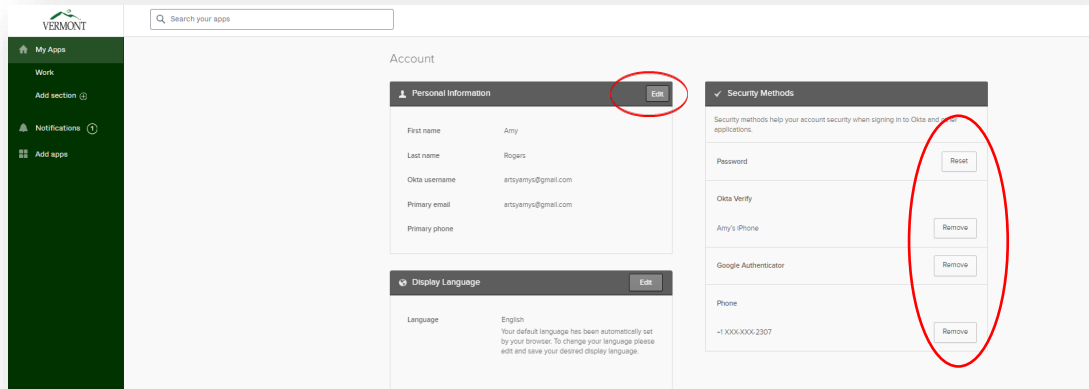 VERMONT
Search your apps
My Apps
Work
Add section
Notifications 1
Add apps
Account
Personal Information
Edit
First name Amy
Last name Rogers
Okta username artsyamys@gmail.com
Primary email artsyamys@gmail.com
Primary phone
Display Language
Edit
Language English
Your default language has been automatically set
by your browser. To change your language please
edit and save your desired display language.
Security Methods
Security methods help your account security when signing in to Okta and other
applications.
Password Reset
Okta Verify
Amy's iPhone Remove
Google Authenticator Remove
Phone
+1 XXX-XXX-2307 Remove